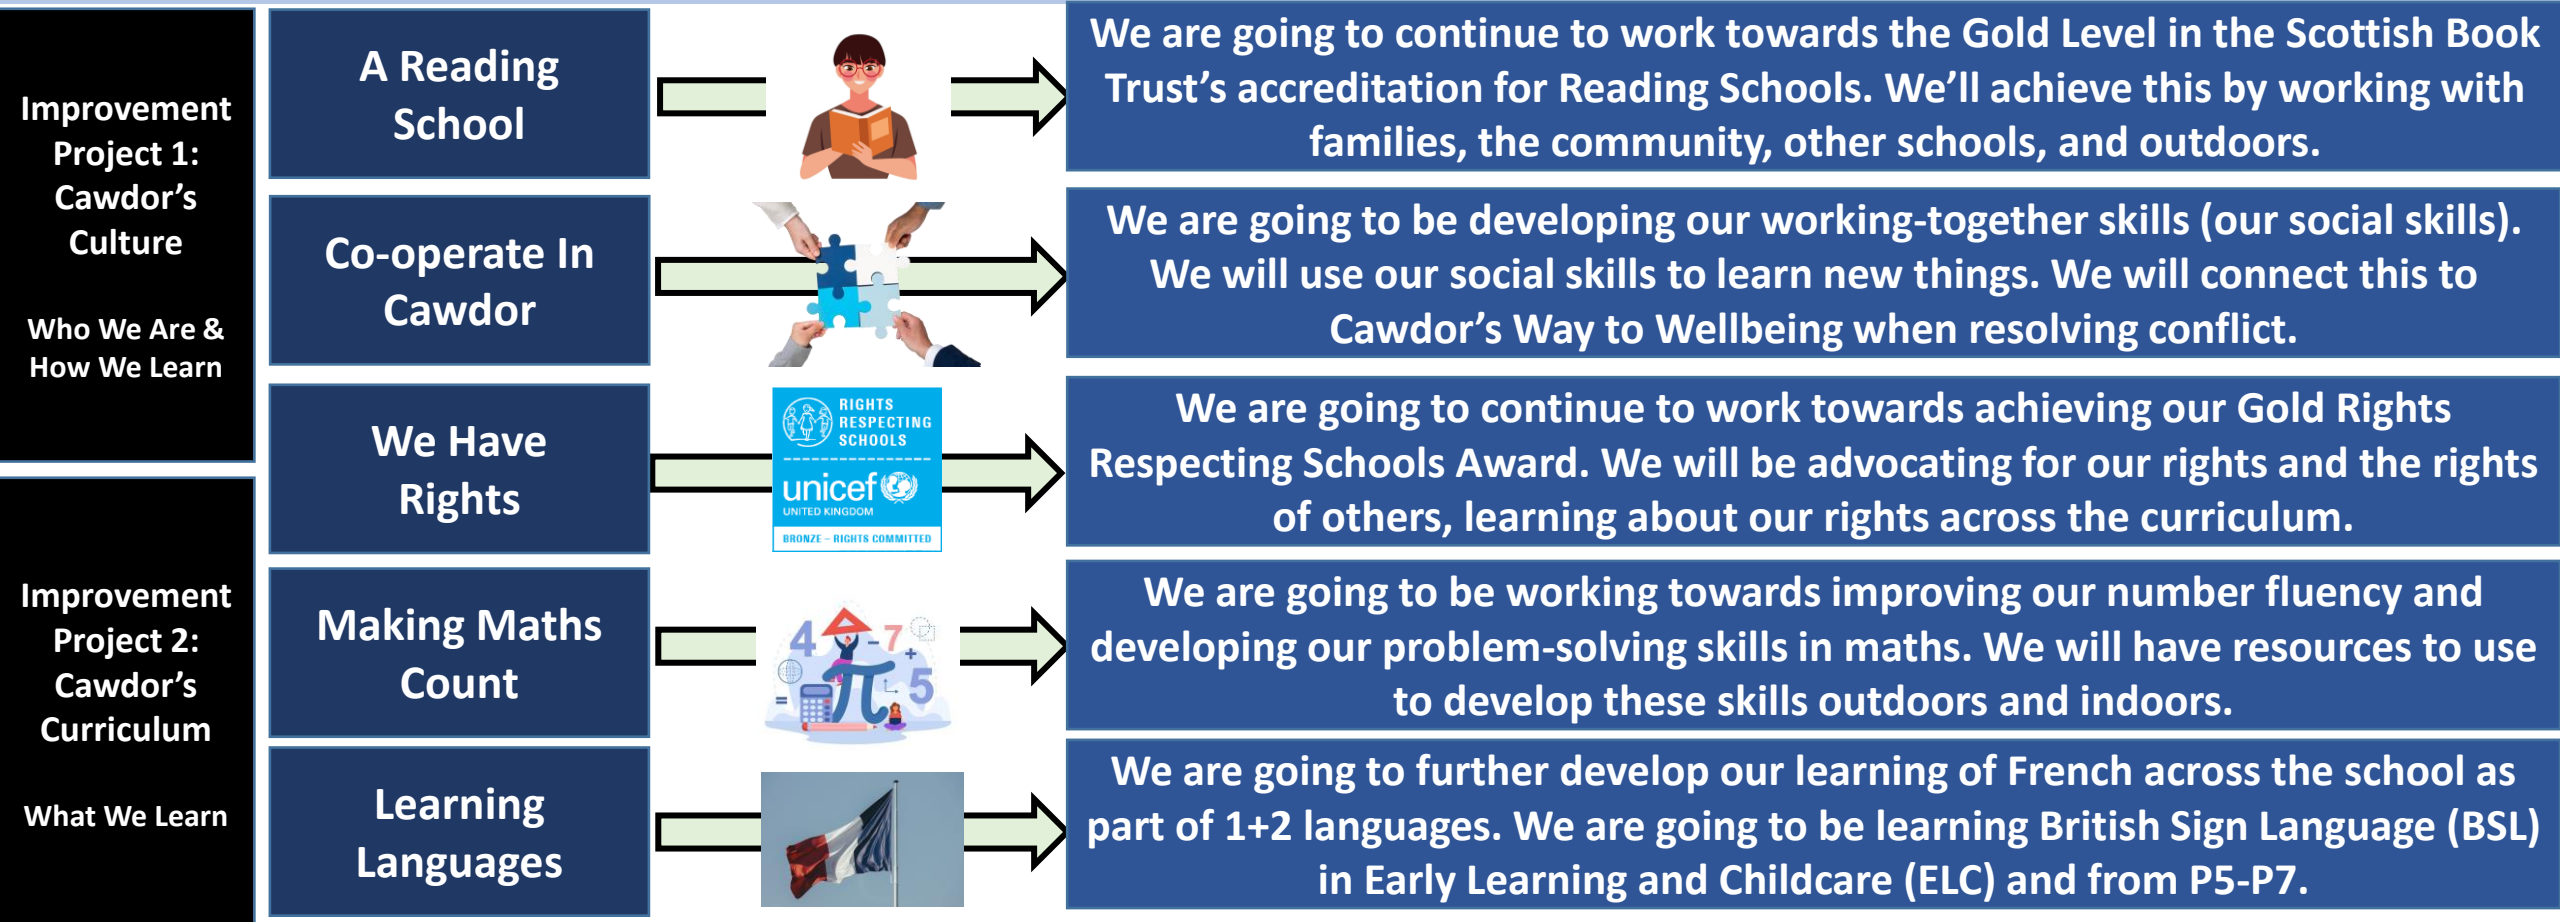 Improvement
Project 1:
Cawdor's
Culture
Who We Are &
How We Learn
A Reading
School
We are going to continue to work towards the Gold Level in the Scottish Book
Trust's accreditation for Reading Schools. We'll achieve this by working with
families, the community, other schools, and outdoors.
Co-operate In
Cawdor
We are going to be developing our working-together skills (our social skills).
We will use our social skills to learn new things. We will connect this to
Cawdor's Way to Wellbeing when resolving conflict.
We Have
Rights
RIGHTS
RESPECTING
SCHOOLS
unicef
UNITED KINGDOM
BRONZE – RIGHTS COMMITTED
We are going to continue to work towards achieving our Gold Rights
Respecting Schools Award. We will be advocating for our rights and the rights
of others, learning about our rights across the curriculum.
Improvement
Project 2:
Cawdor's
Curriculum
What We Learn
Making Maths
Count
4 -7
+
5
=
π
We are going to be working towards improving our number fluency and
developing our problem-solving skills in maths. We will have resources to use
to develop these skills outdoors and indoors.
Learning
Languages
We are going to further develop our learning of French across the school as
part of 1+2 languages. We are going to be learning British Sign Language (BSL)
in Early Learning and Childcare (ELC) and from P5-P7.